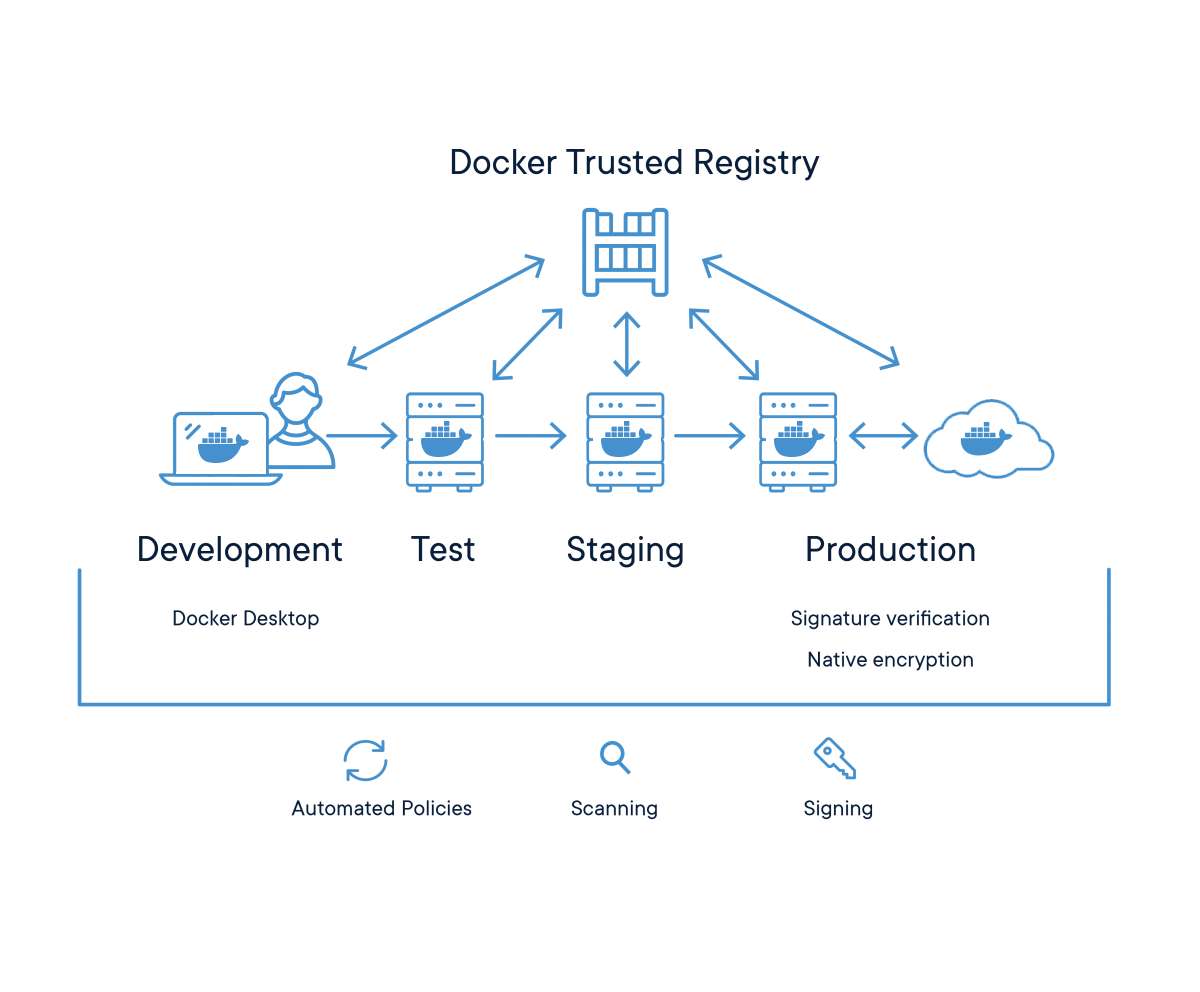 Docker Trusted Registry
Development
Test
Staging
Production
Docker Desktop
Signature verification
Native encryption
Automated Policies
Scanning
Signing